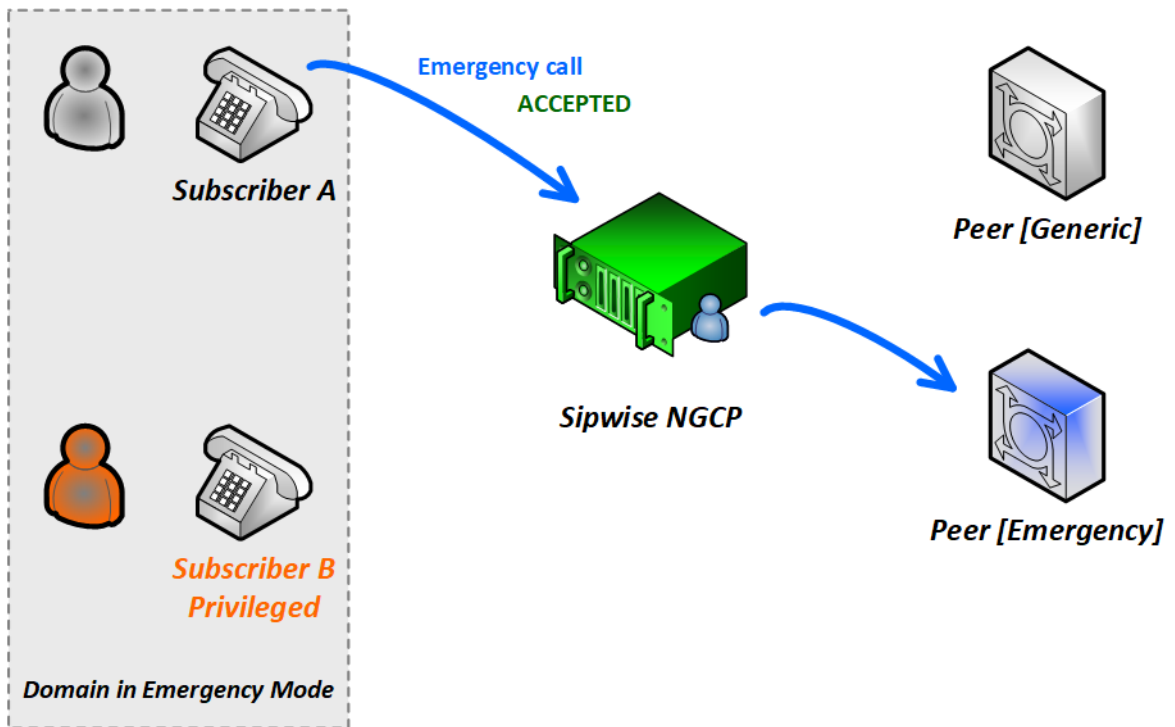 Emergency call
ACCEPTED
Subscriber A
Peer [Generic]
Sipwise NGCP
Peer [Emergency]
Subscriber B
Privileged
Domain in Emergency Mode